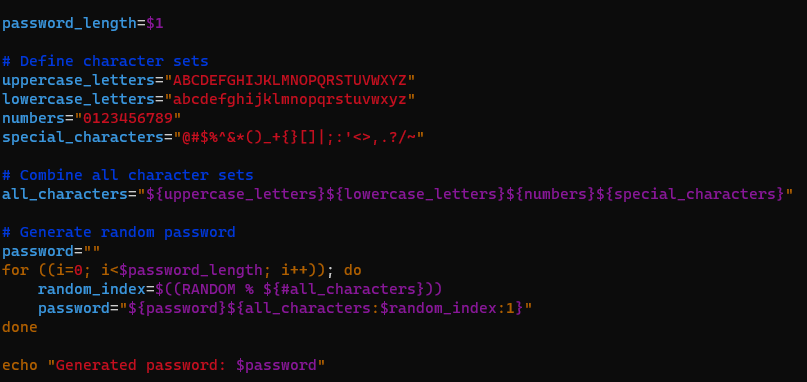 password_length=$1
# Define character sets
uppercase_letters="ABCDEFGHIJKLMNOPQRSTUVWXYZ"
lowercase_letters="abcdefghijklmnopqrstuvwxyz"
numbers="0123456789"
special_characters="@#$%^&*()_+{}[]|;:'<>,.?/~"
# Combine all character sets
all_characters="${uppercase_letters}${lowercase_letters}${numbers}${special_characters}"
# Generate random password
password=""
for ((i=0; i<$password_length; i++)); do
    random_index=$((RANDOM % ${#all_characters}))
    password="${password}${all_characters:$random_index:1}"
done
echo "Generated password: $password"